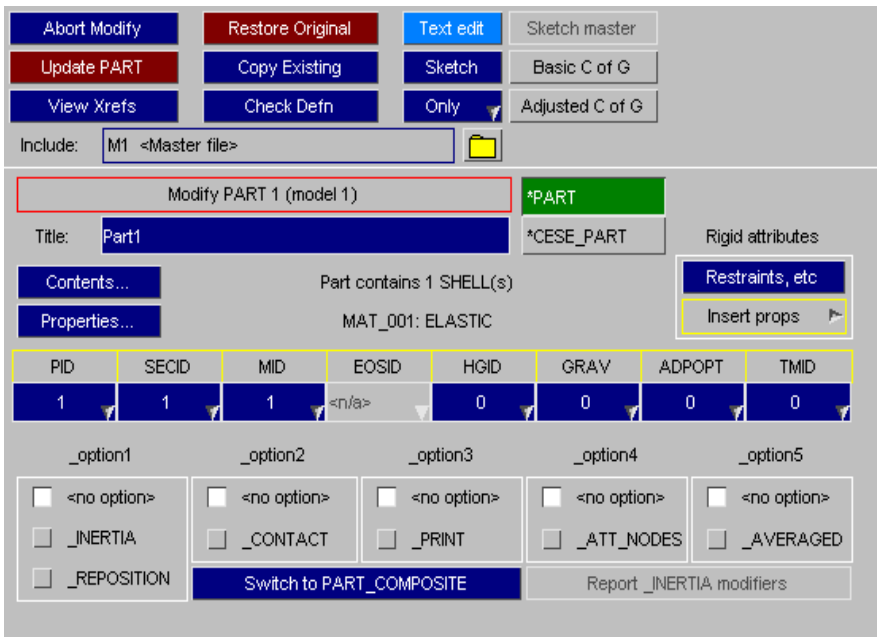 Abort Modify Restore Original Text edit Sketch master
Update PART Copy Existing Sketch Basic C of G
View Xrefs Check Defn Only Adjusted C of G
Include: M1 <Master file>
Modify PART 1 (model 1) *PART
Title: Part1 *CESE_PART Rigid attributes
Contents... Part contains 1 SHELL(s) Restraints, etc
Properties... MAT_001: ELASTIC Insert props
PID SECID MID EOSID HGID GRAV ADPOPT TMID
1 1 1 <n/a> 0 0 0 0
_option1 _option2 _option3 _option4 _option5
<no option> <no option> <no option> <no option> <no option>
_INERTIA _CONTACT _PRINT _ATT_NODES _AVERAGED
_REPOSITION Switch to PART_COMPOSITE Report _INERTIA modifiers